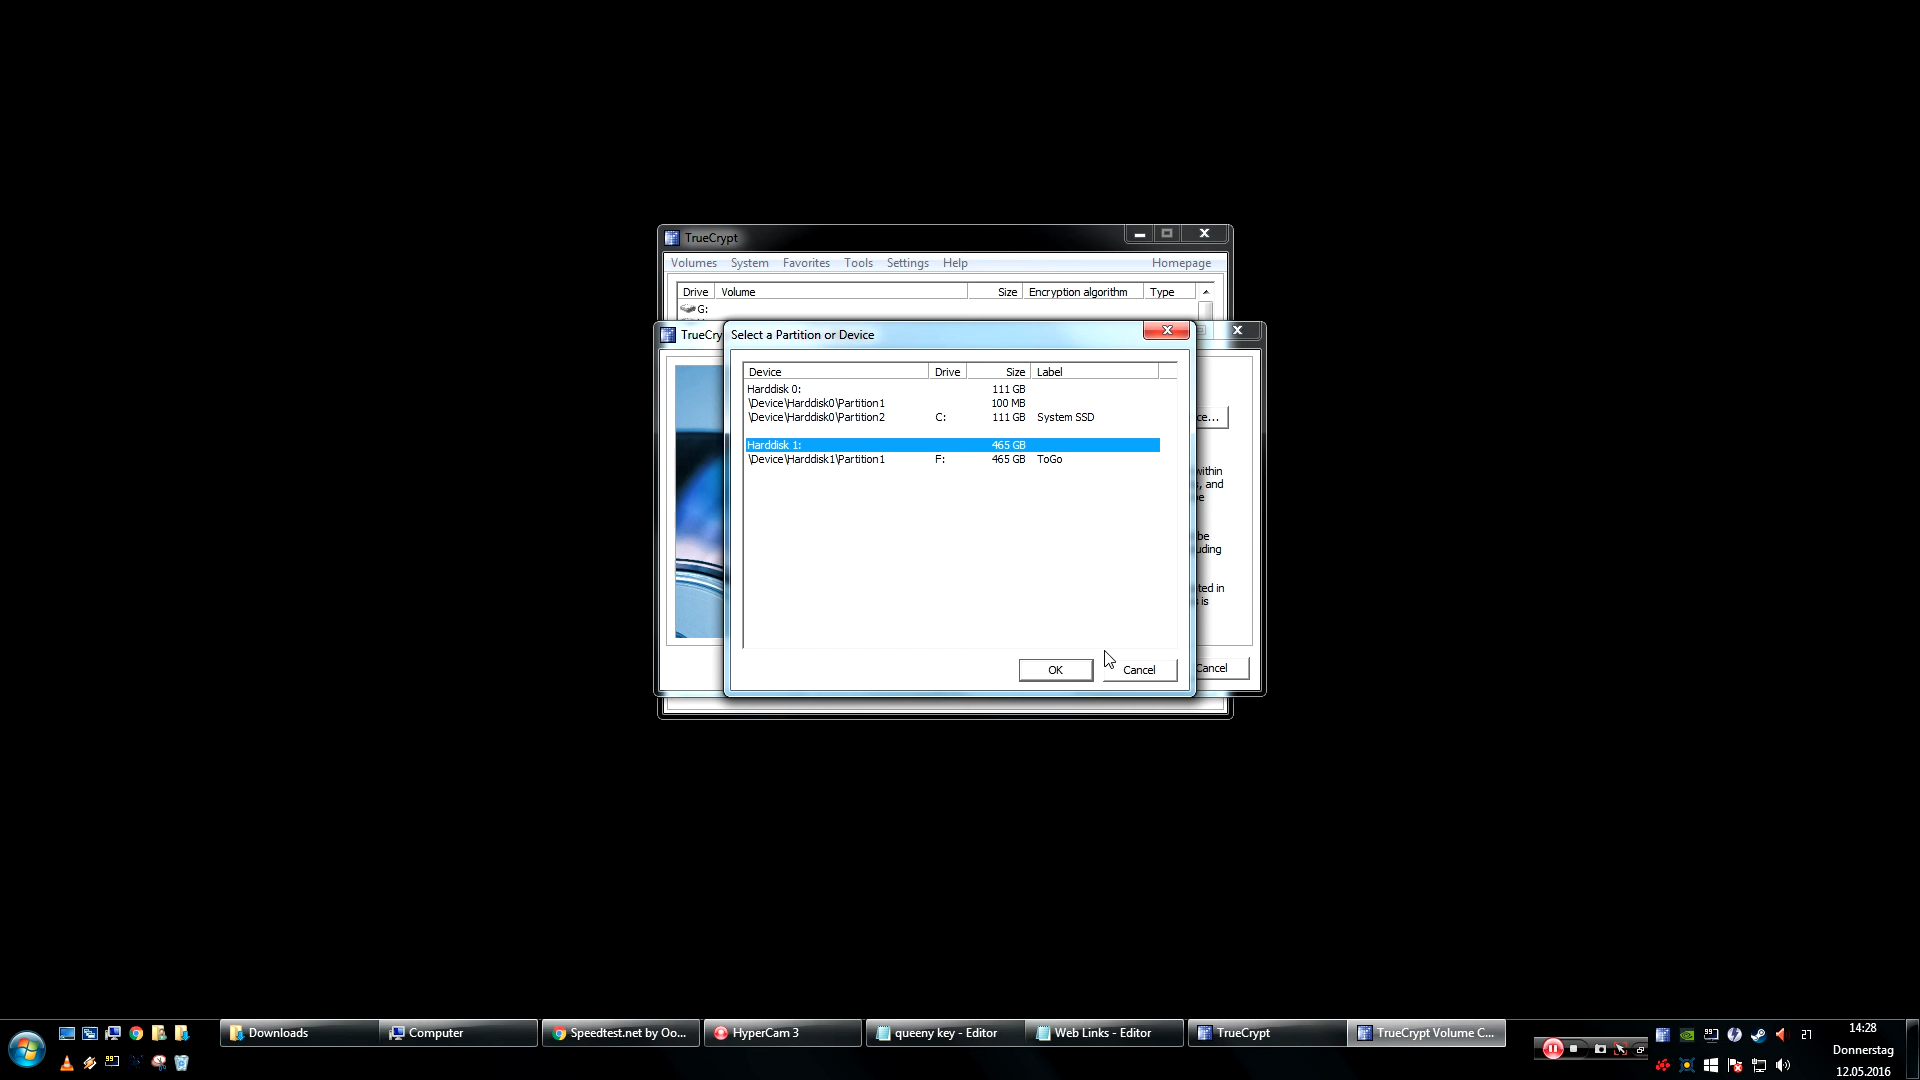 TrueCrypt
Volumes System Favorites Tools Settings Help Homepage
Drive Volume Size Encryption algorithm Type
G:
TrueCry
Select a Partition or Device
Device Drive Size Label
Harddisk 0: 111 GB
\Device\Harddisk0\Partition1 100 MB
\Device\Harddisk0\Partition2 C: 111 GB System SSD
ce...
Harddisk 1: 465 GB
\Device\Harddisk1\Partition1 F: 465 GB ToGo
within
s, and
e
be
uding
ted in
s is
OK Cancel Cancel
Downloads Computer Speedtest.net by Oo... HyperCam 3 queeny key - Editor Web Links - Editor TrueCrypt TrueCrypt Volume C...
27
14:28
Donnerstag
12.05.2016